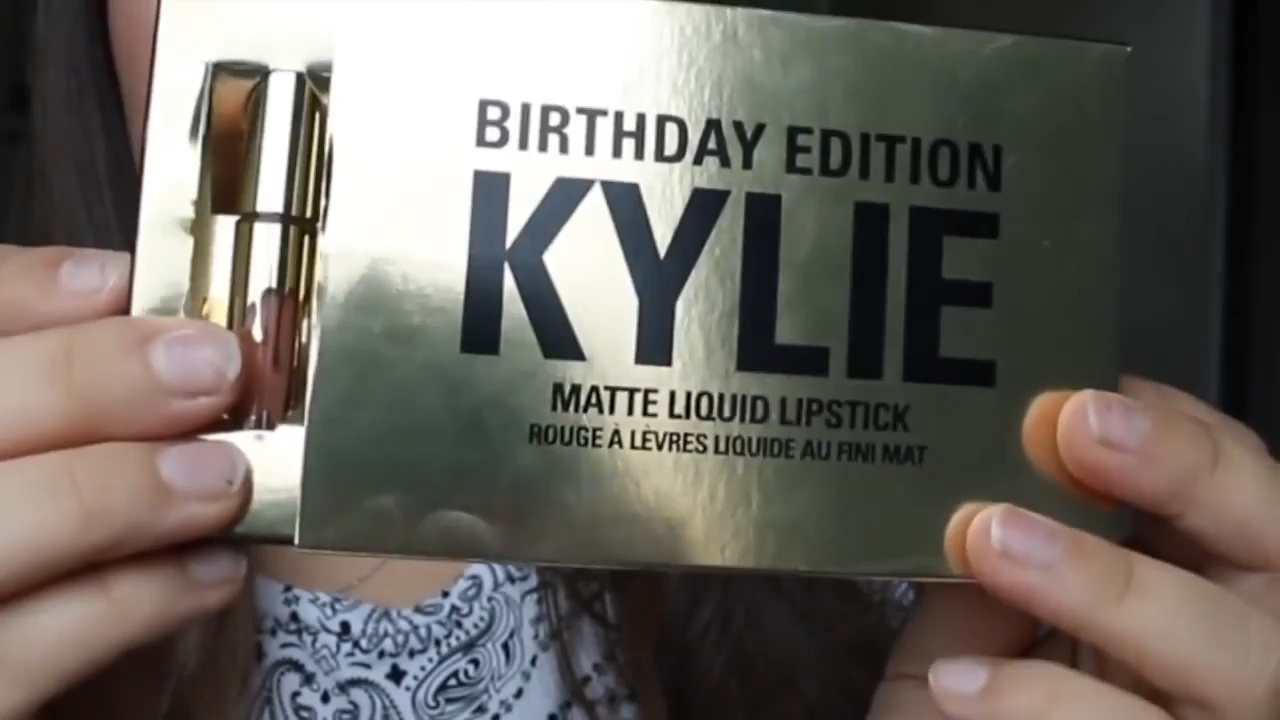 BIRTHDAY EDITION
KYLIE
MATTE LIQUID LIPSTICK
ROUGE À LÈVRES LIQUIDE AU FINI MAT